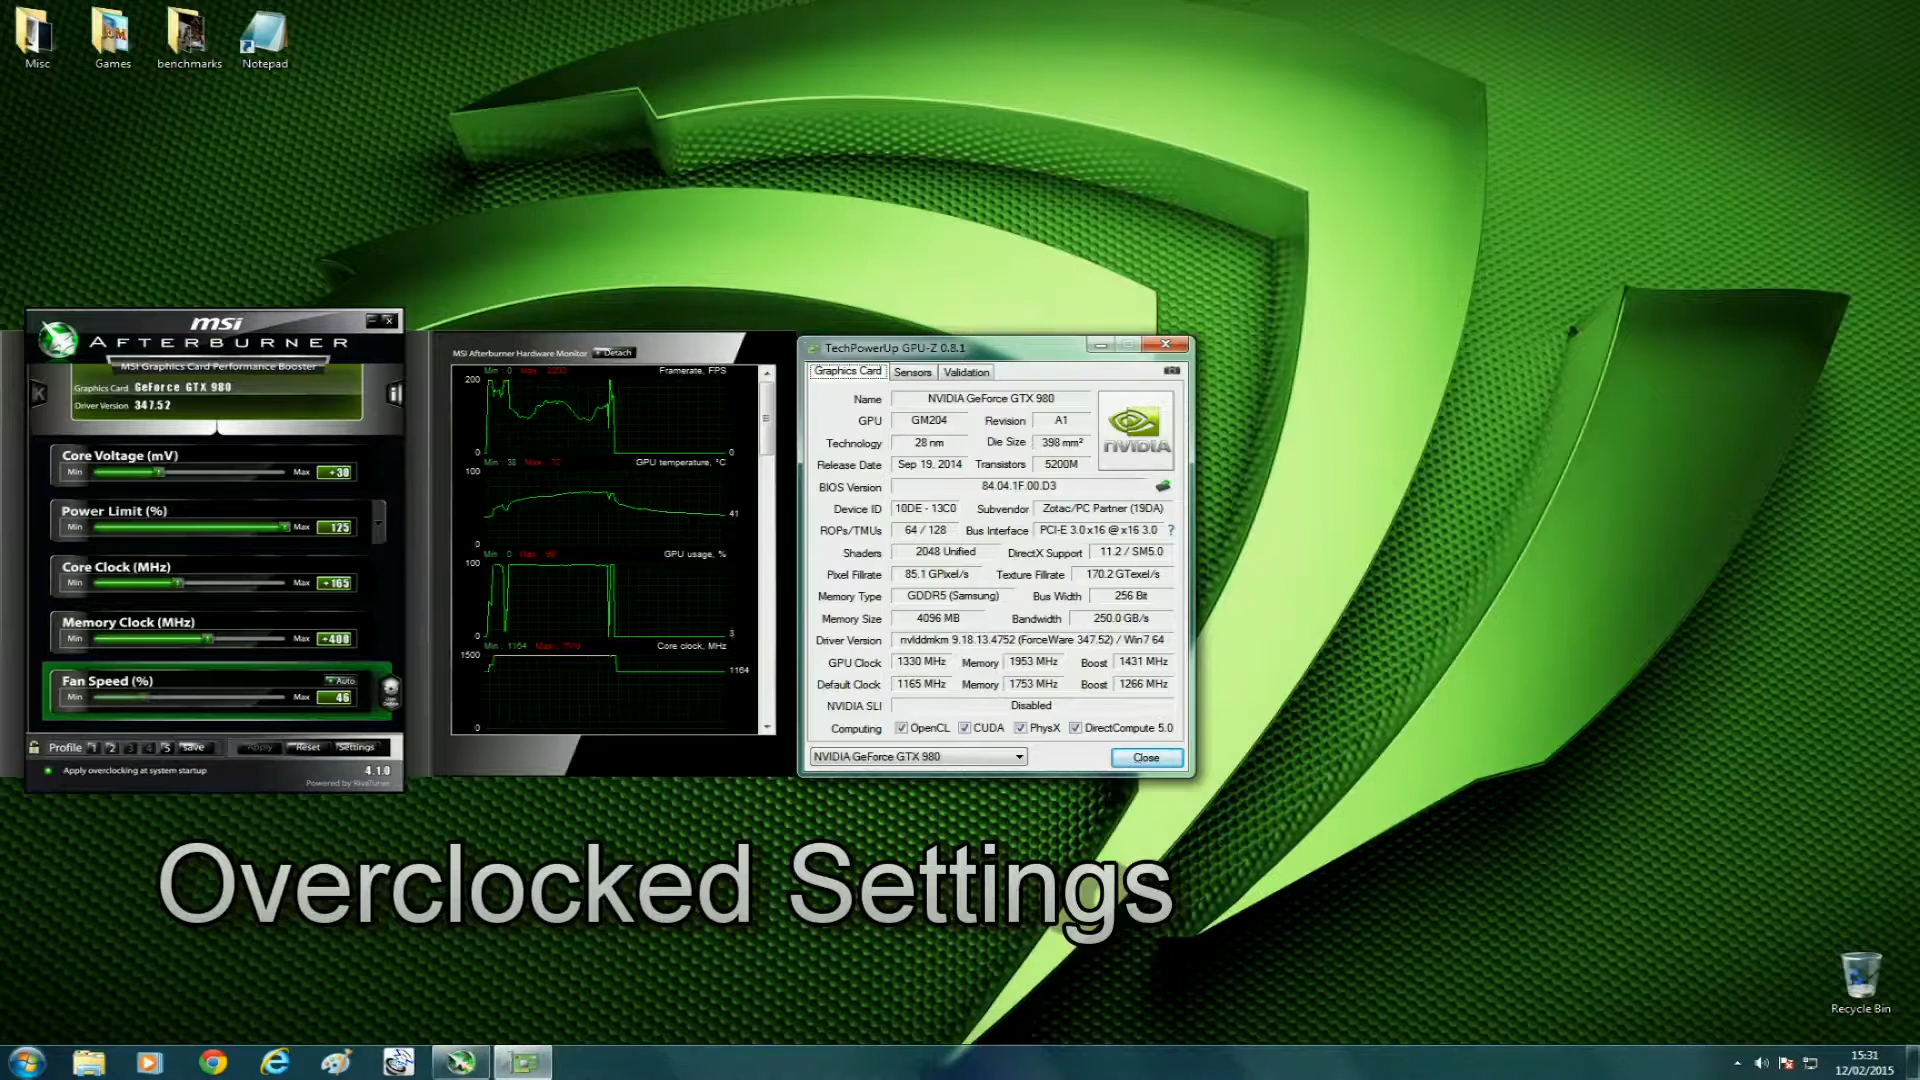 Misc
Games
benchmarks
Notepad
msi
AFTERBURNER
MSI Graphics Card Performance Booster
Graphics Card GeForce GTX 980
Driver Version 347.52
Core Voltage (mV)
Min Max +30
Power Limit (%)
Min Max 125
Core Clock (MHz)
Min Max +165
Memory Clock (MHz)
Min Max +400
Fan Speed (%) Auto
Min Max 46
Profile 1 2 3 4 5 save Apply Reset Settings
Apply overclocking at system startup 4.1.0
Powered by RivaTuner
MSI Afterburner Hardware Monitor Detach
Min : 0 Max : Framerate, FPS
200
0 0
Min : 38 Max : 72 GPU temperature, °C
100
41
0
Min : 0 Max : GPU usage, %
100
0 3
Min : 1164 Max : Core clock, MHz
1500
1164
0
TechPowerUp GPU-Z 0.8.1
Graphics Card Sensors Validation
Name NVIDIA GeForce GTX 980
GPU GM204 Revision A1
Technology 28 nm Die Size 398 mm²
Release Date Sep 19, 2014 Transistors 5200M
NVIDIA
BIOS Version 84.04.1F.00.D3
Device ID 10DE - 13C0 Subvendor Zotac/PC Partner (19DA)
ROPs/TMUs 64 / 128 Bus Interface PCI-E 3.0 x16 @ x16 3.0 ?
Shaders 2048 Unified DirectX Support 11.2 / SM5.0
Pixel Fillrate 85.1 GPixel/s Texture Fillrate 170.2 GTexel/s
Memory Type GDDR5 (Samsung) Bus Width 256 Bit
Memory Size 4096 MB Bandwidth 250.0 GB/s
Driver Version nvlddmkm 9.18.13.4752 (ForceWare 347.52) / Win7 64
GPU Clock 1330 MHz Memory 1953 MHz Boost 1431 MHz
Default Clock 1165 MHz Memory 1753 MHz Boost 1266 MHz
NVIDIA SLI Disabled
Computing OpenCL CUDA PhysX DirectCompute 5.0
NVIDIA GeForce GTX 980 Close
Overclocked Settings
Recycle Bin
15:31
12/02/2015